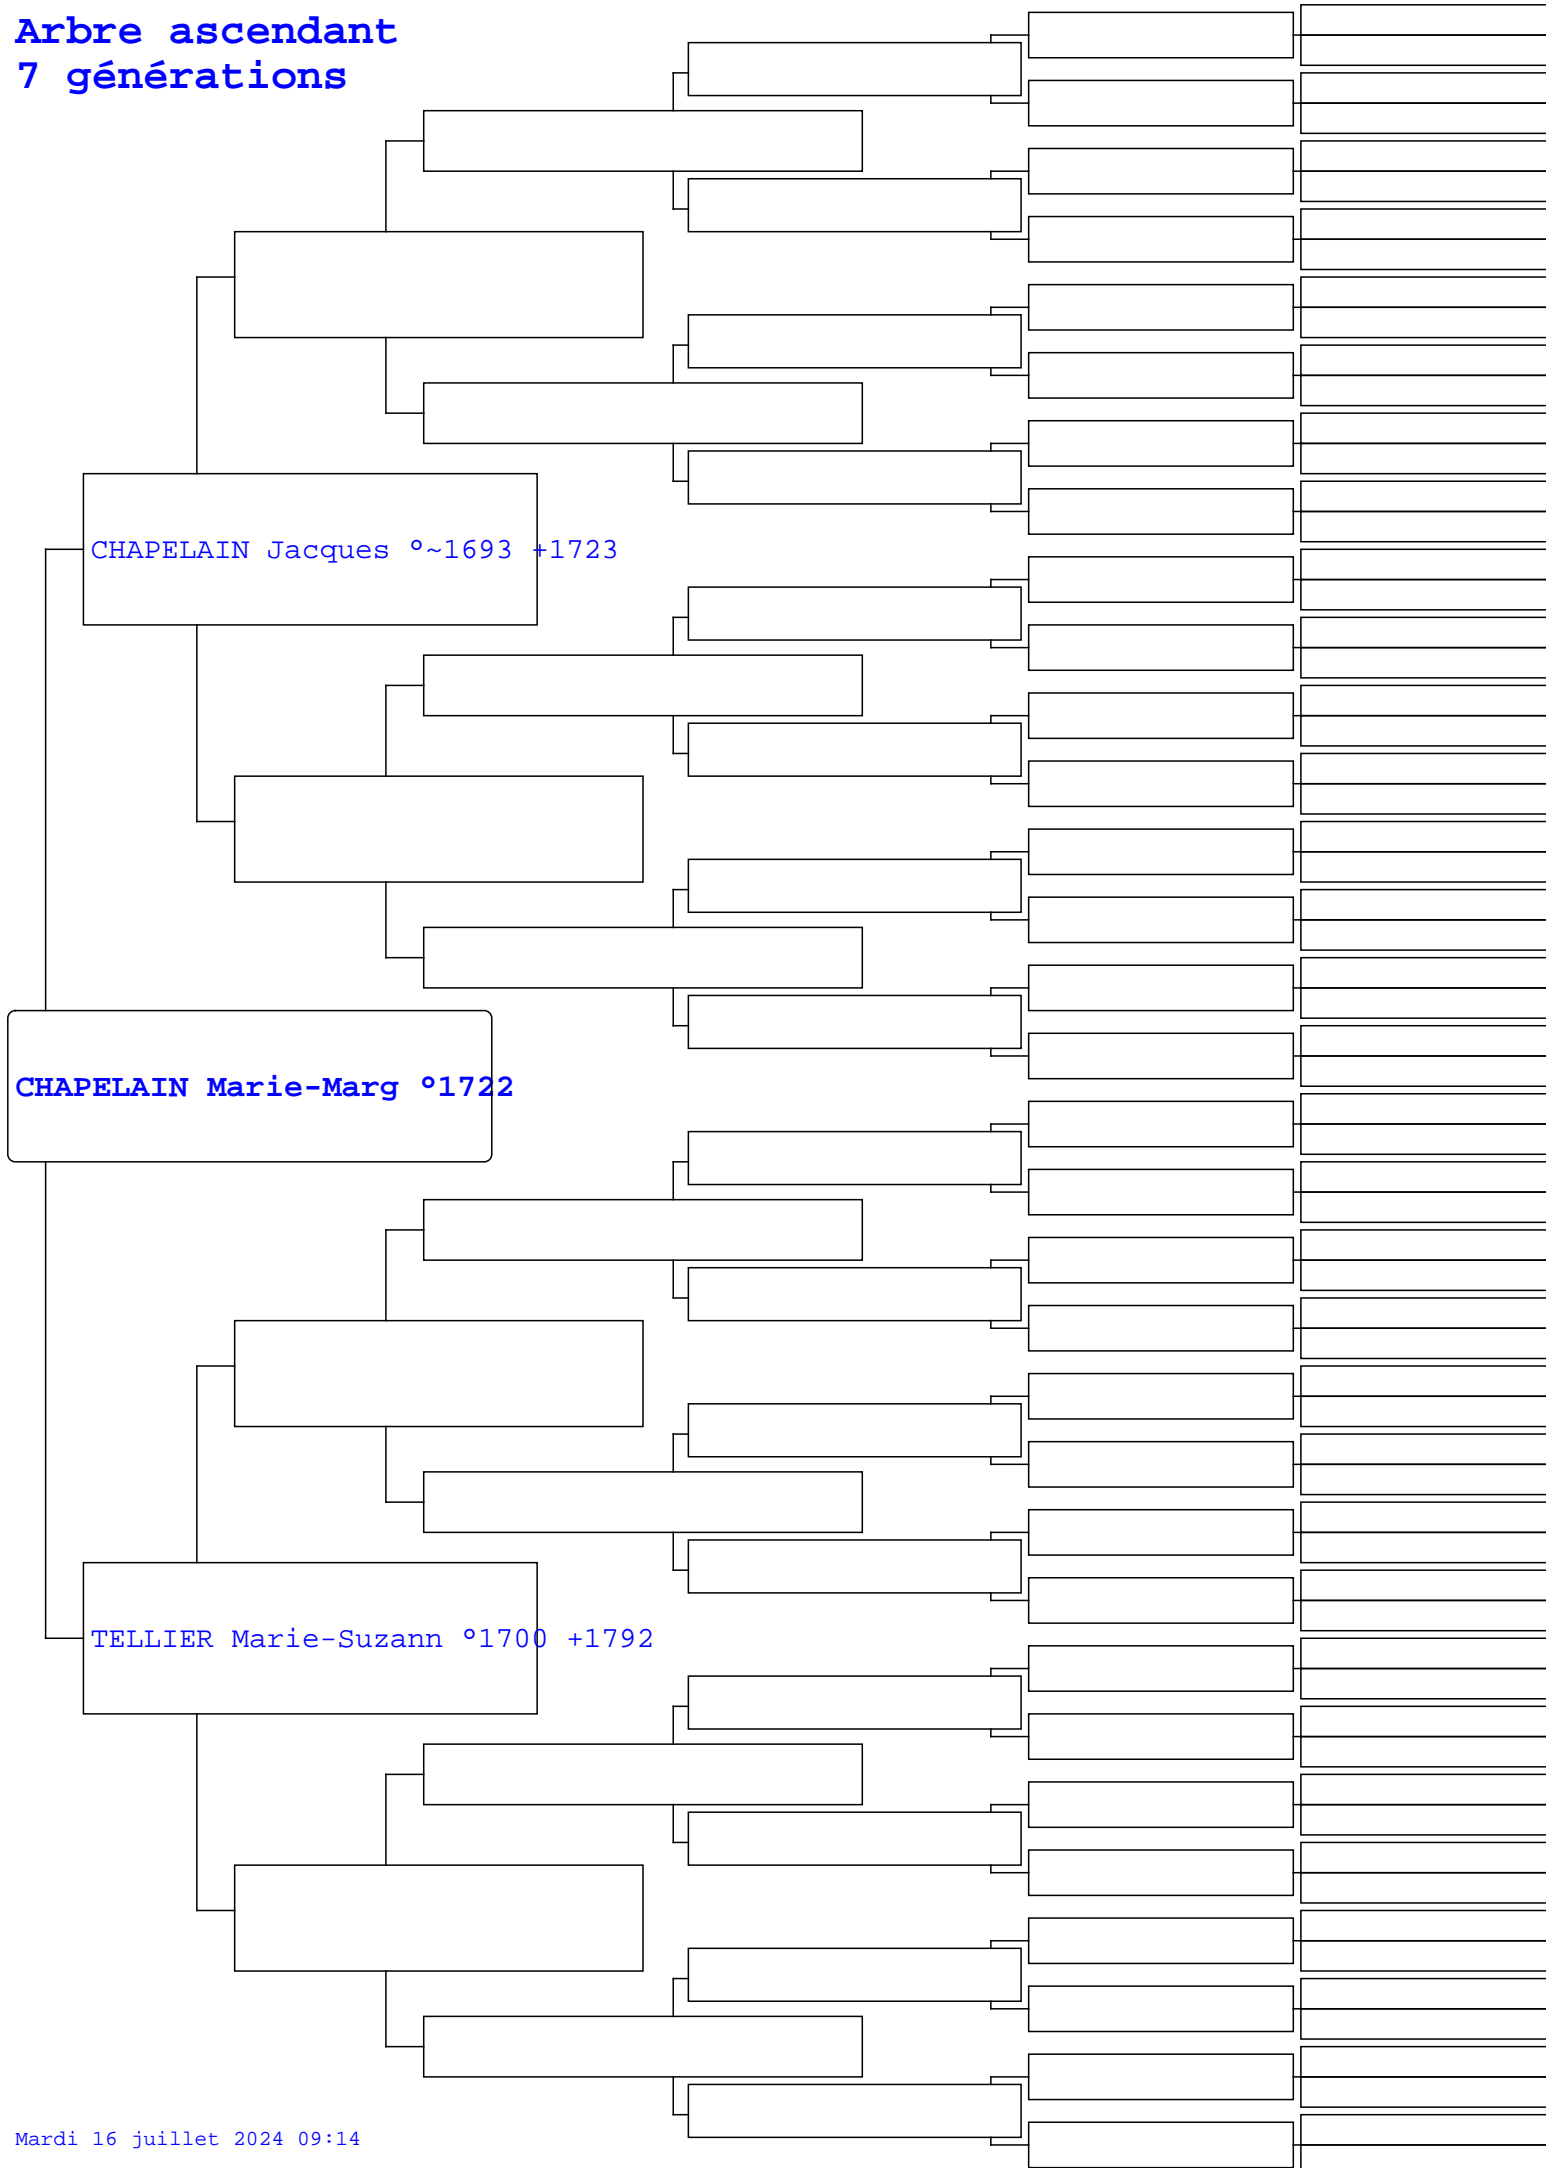 Arbre ascendant
7 générations
CHAPELAIN Jacques °~1693 +1723
CHAPELAIN Marie-Marg °1722
TELLIER Marie-Suzann °1700 +1792
Mardi 16 juillet 2024 09:14